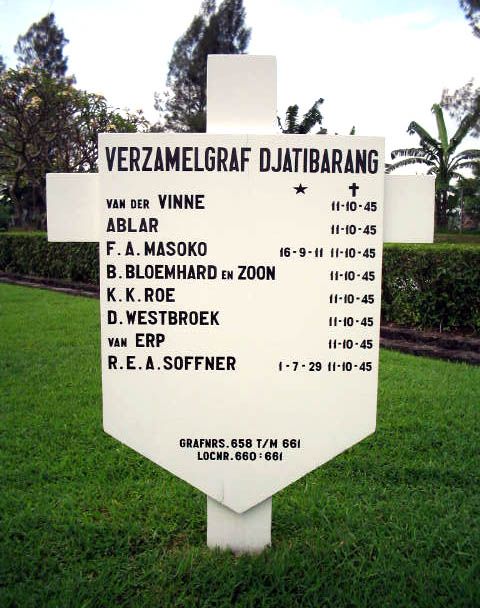 VERZAMELGRAF DJATIBARANG
★ ✝
VAN DER VINNE 11-10-45
ABLAR 11-10-45
F.A. MASOKO 16-9-11 11-10-45
B. BLOEMHARD EN ZOON 11-10-45
K.K. ROE 11-10-45
D. WESTBROEK 11-10-45
VAN ERP 11-10-45
R.E.A. SOFFNER 1-7-29 11-10-45
GRAFNRS. 658 T/M 661
LOCNR. 660:661